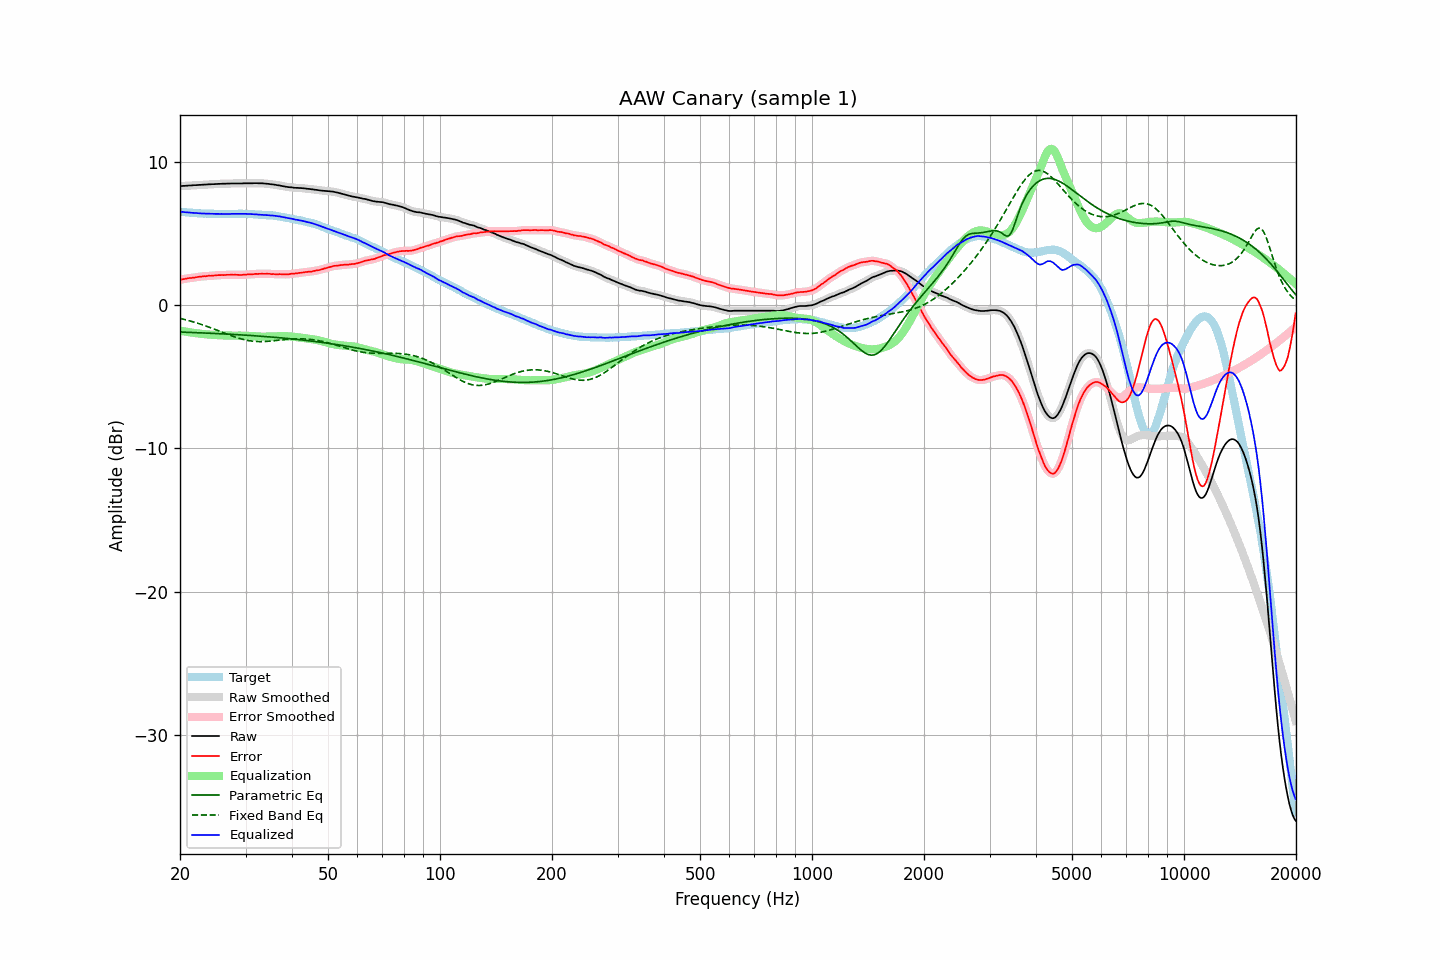 AAW Canary (sample 1)
10
0
−10
−20
−30
Amplitude (dBr)
Target
Raw Smoothed
Error Smoothed
Raw
Error
Equalization
Parametric Eq
Fixed Band Eq
Equalized
20 50 100 200 500 1000 2000 5000 10000 20000
Frequency (Hz)